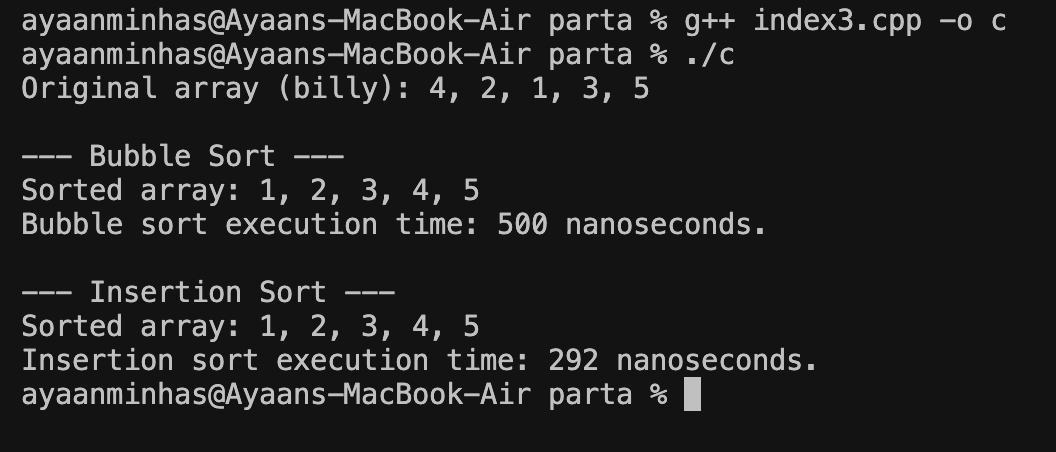 ayaanminhas@Ayaans-MacBook-Air parta % g++ index3.cpp -o c
ayaanminhas@Ayaans-MacBook-Air parta % ./c
Original array (billy): 4, 2, 1, 3, 5
--- Bubble Sort ---
Sorted array: 1, 2, 3, 4, 5
Bubble sort execution time: 500 nanoseconds.
--- Insertion Sort ---
Sorted array: 1, 2, 3, 4, 5
Insertion sort execution time: 292 nanoseconds.
ayaanminhas@Ayaans-MacBook-Air parta %